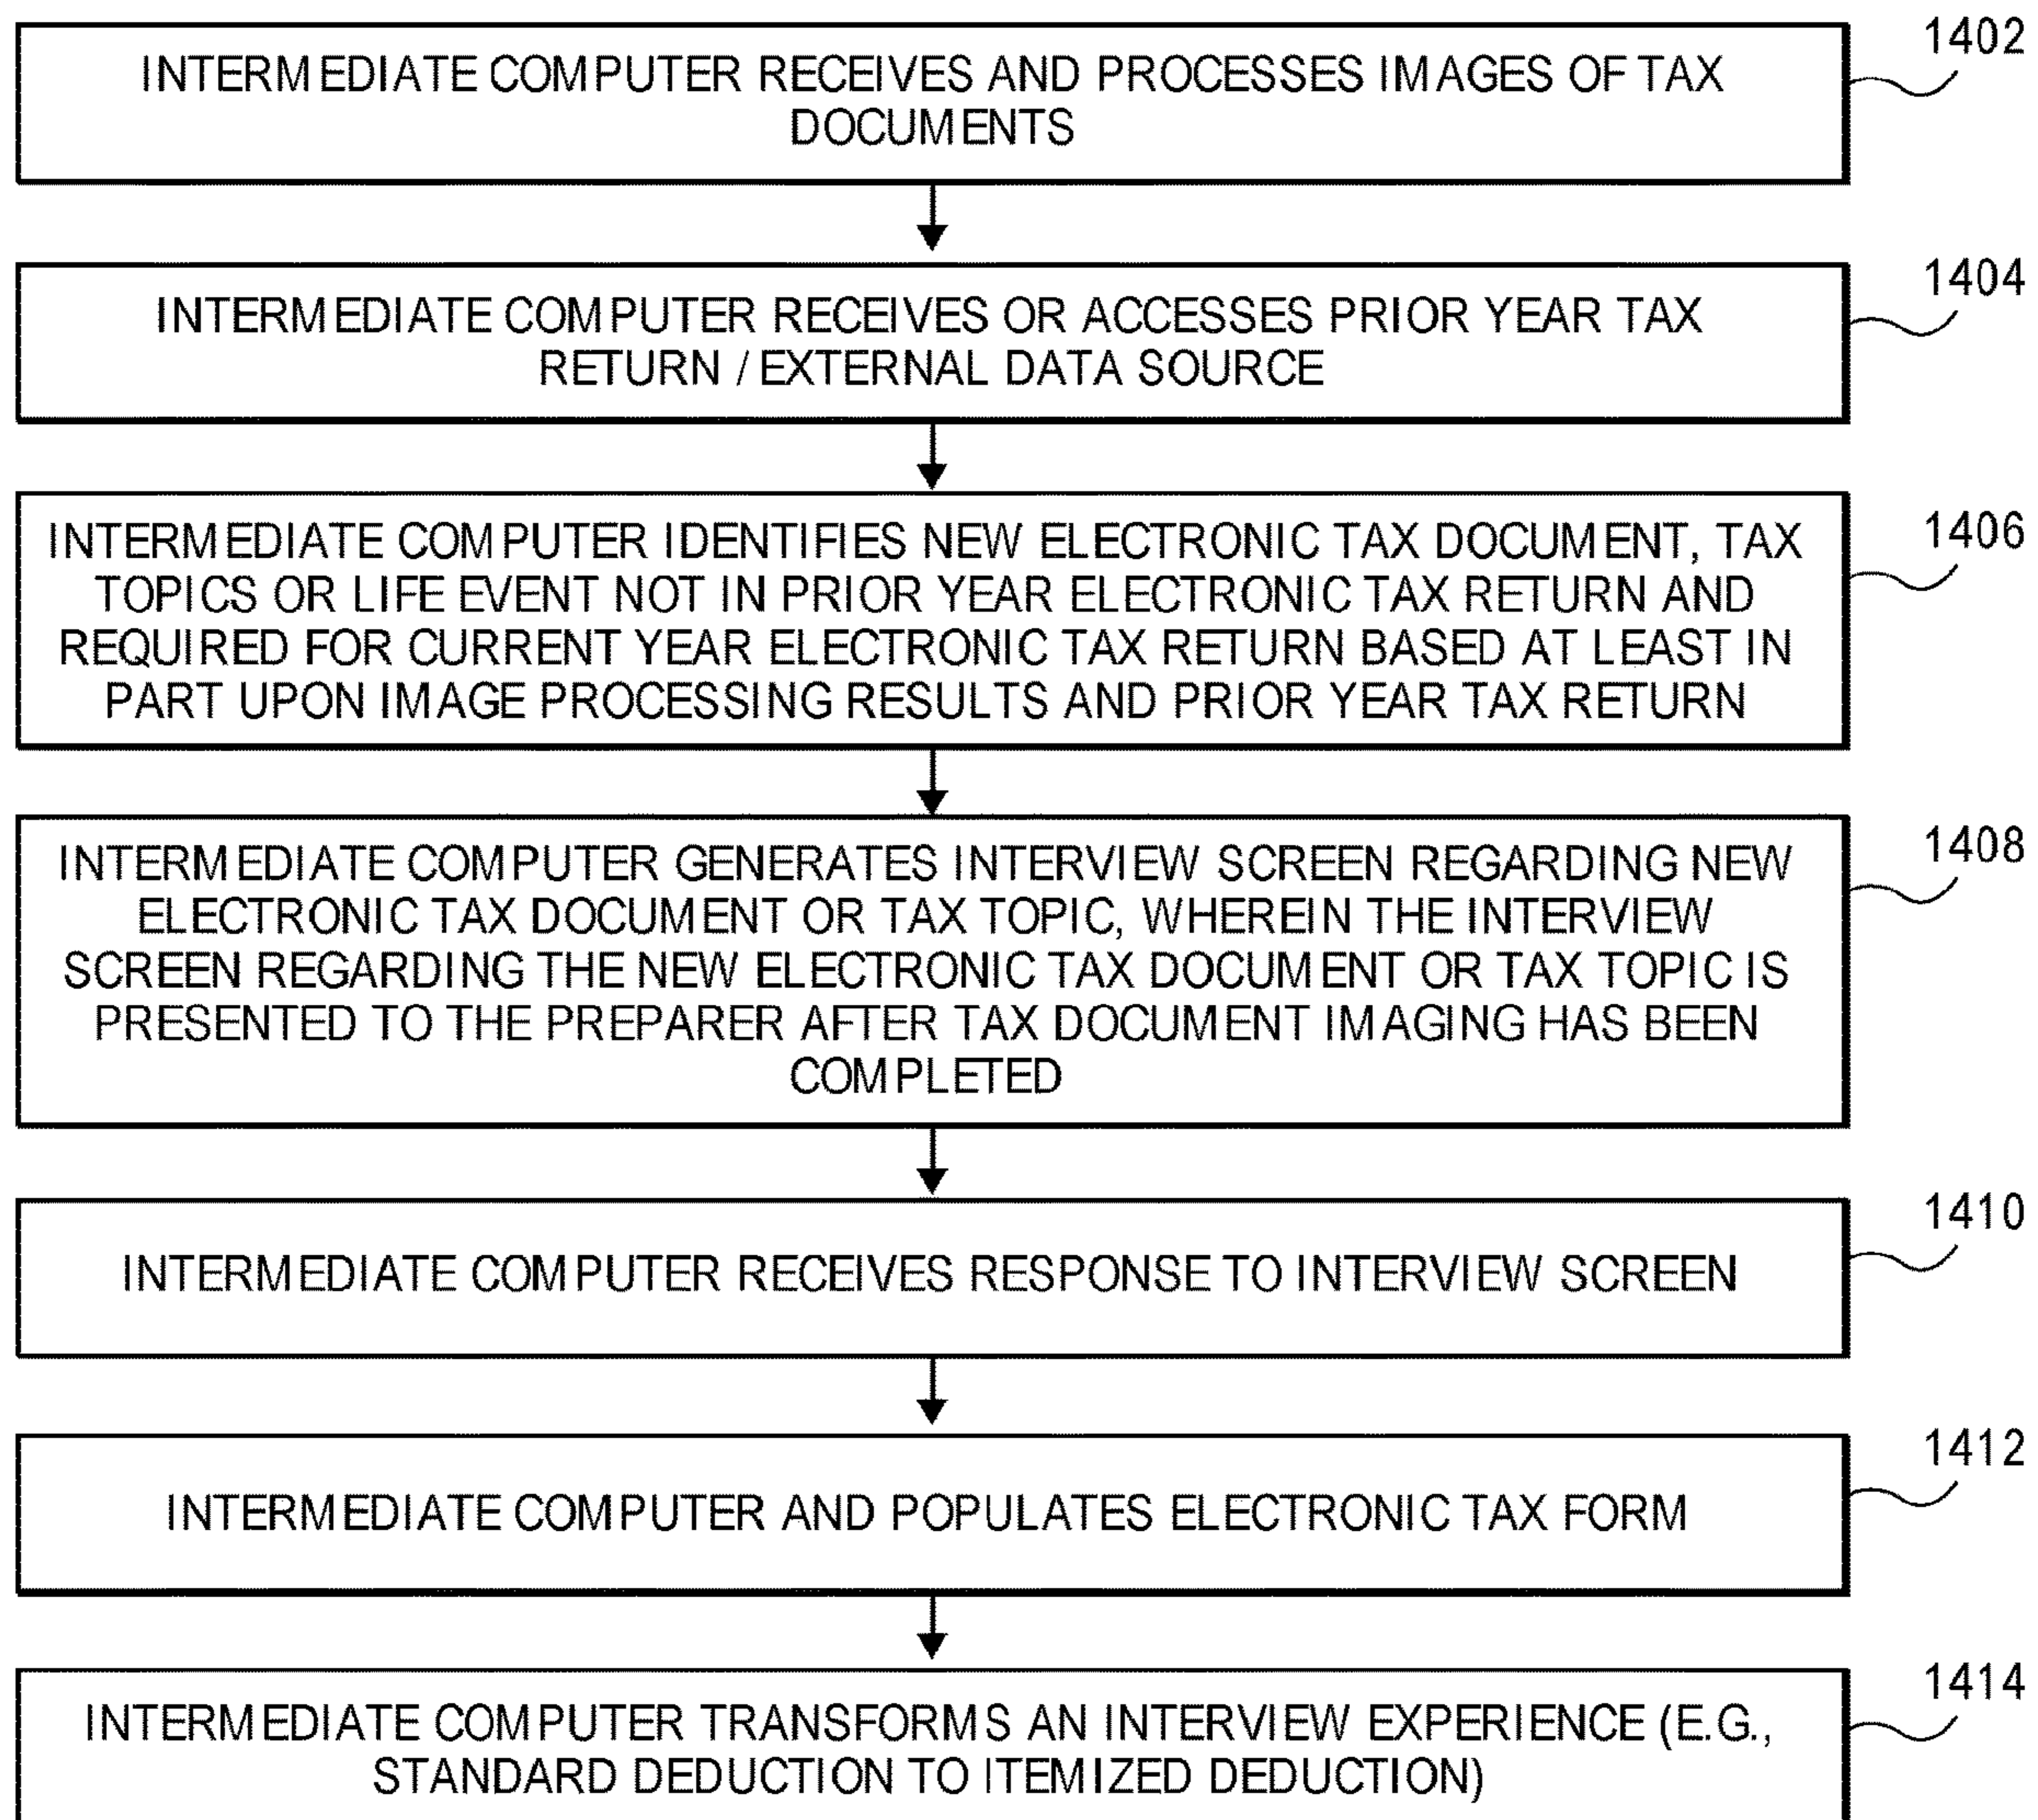 1402
INTERMEDIATE COMPUTER RECEIVES AND PROCESSES IMAGES OF TAX
DOCUMENTS
1404
INTERMEDIATE COMPUTER RECEIVES OR ACCESSES PRIOR YEAR TAX
RETURN / EXTERNAL DATA SOURCE
1406
INTERMEDIATE COMPUTER IDENTIFIES NEW ELECTRONIC TAX DOCUMENT, TAX
TOPICS OR LIFE EVENT NOT IN PRIOR YEAR ELECTRONIC TAX RETURN AND
REQUIRED FOR CURRENT YEAR ELECTRONIC TAX RETURN BASED AT LEAST IN
PART UPON IMAGE PROCESSING RESULTS AND PRIOR YEAR TAX RETURN
1408
INTERMEDIATE COMPUTER GENERATES INTERVIEW SCREEN REGARDING NEW
ELECTRONIC TAX DOCUMENT OR TAX TOPIC, WHEREIN THE INTERVIEW
SCREEN REGARDING THE NEW ELECTRONIC TAX DOCUMENT OR TAX TOPIC IS
PRESENTED TO THE PREPARER AFTER TAX DOCUMENT IMAGING HAS BEEN
COMPLETED
1410
INTERMEDIATE COMPUTER RECEIVES RESPONSE TO INTERVIEW SCREEN
1412
INTERMEDIATE COMPUTER AND POPULATES ELECTRONIC TAX FORM
1414
INTERMEDIATE COMPUTER TRANSFORMS AN INTERVIEW EXPERIENCE (E.G.,
STANDARD DEDUCTION TO ITEMIZED DEDUCTION)